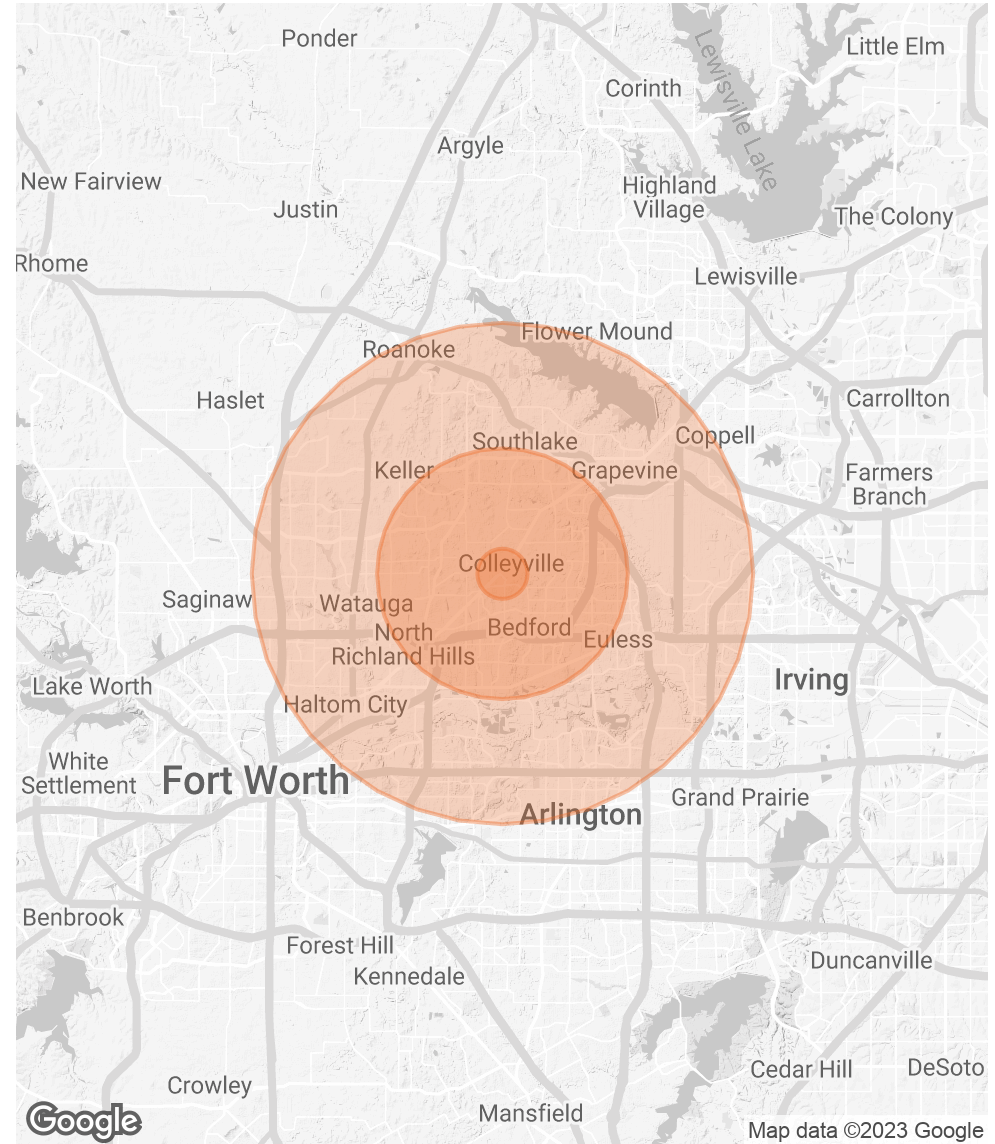 Ponder
Little Elm
Corinth
Lewisville Lake
Argyle
New Fairview
Highland
Village
Justin
The Colony
Rhome
Lewisville
Flower Mound
Roanoke
Haslet
Carrollton
Coppell
Southlake
Keller
Grapevine
Farmers
Branch
Colleyville
Saginaw
Watauga
North
Richland Hills
Bedford
Euless
Irving
Lake Worth
Haltom City
White
Settlement
Fort Worth
Grand Prairie
Arlington
Benbrook
Forest Hill
Duncanville
Kennedale
Cedar Hill
DeSoto
Crowley
Mansfield
Google
Map data ©2023 Google